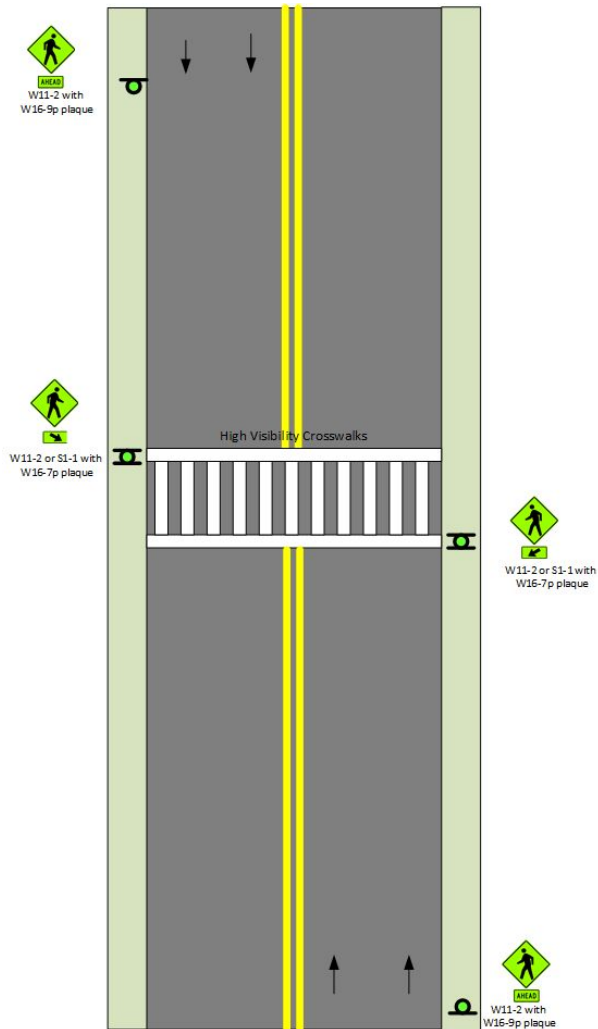 AHEAD
W11-2 with
W16-9p plaque
High Visibility Crosswalks
W11-2 or S1-1 with
W16-7p plaque
W11-2 or S1-1 with
W16-7p plaque
AHEAD
W11-2 with
W16-9p plaque